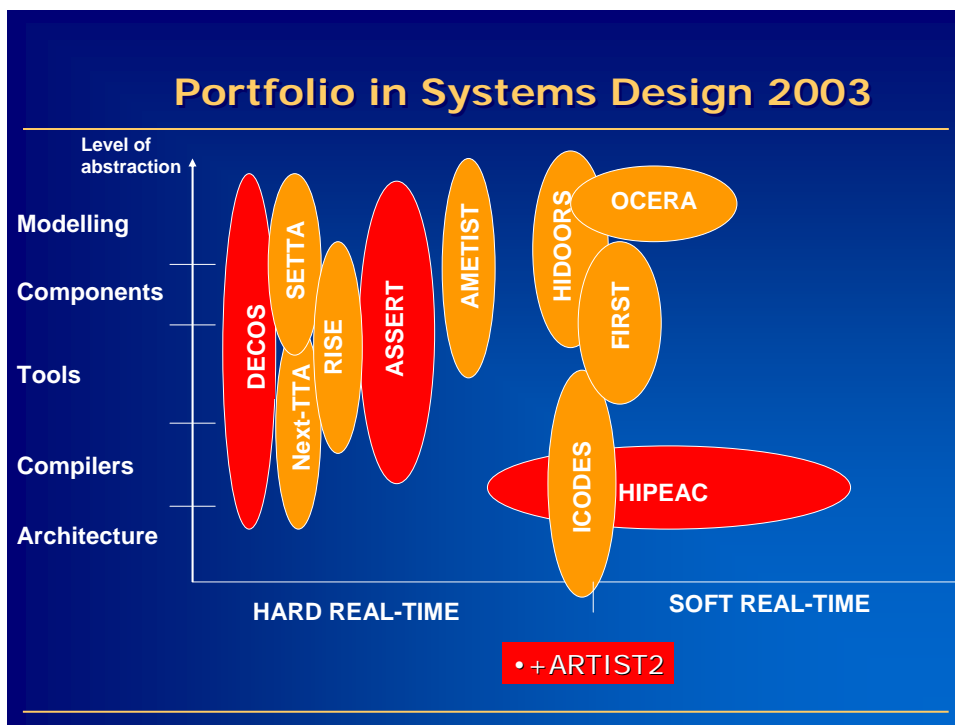 Portfolio in Systems Design 2003
Level of
abstraction
Modelling
Components
Tools
Compilers
Architecture
DECOS
SETTA
Next-TTA
RISE
ASSERT
AMETIST
HIDOORS
OCERA
FIRST
ICODES
HIPEAC
HARD REAL-TIME
SOFT REAL-TIME
• +ARTIST2